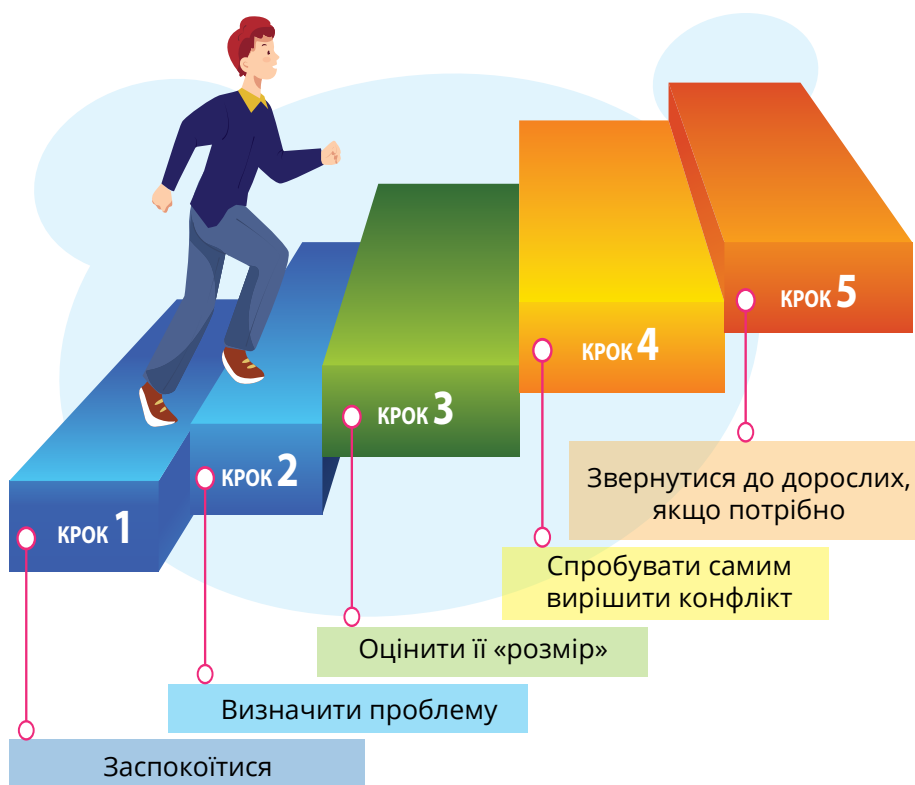 КРОК 1
Заспокоїтися
КРОК 2
Визначити проблему
КРОК 3
Оцінити її «розмір»
КРОК 4
Спробувати самим
вирішити конфлікт
КРОК 5
Звернутися до дорослих,
якщо потрібно